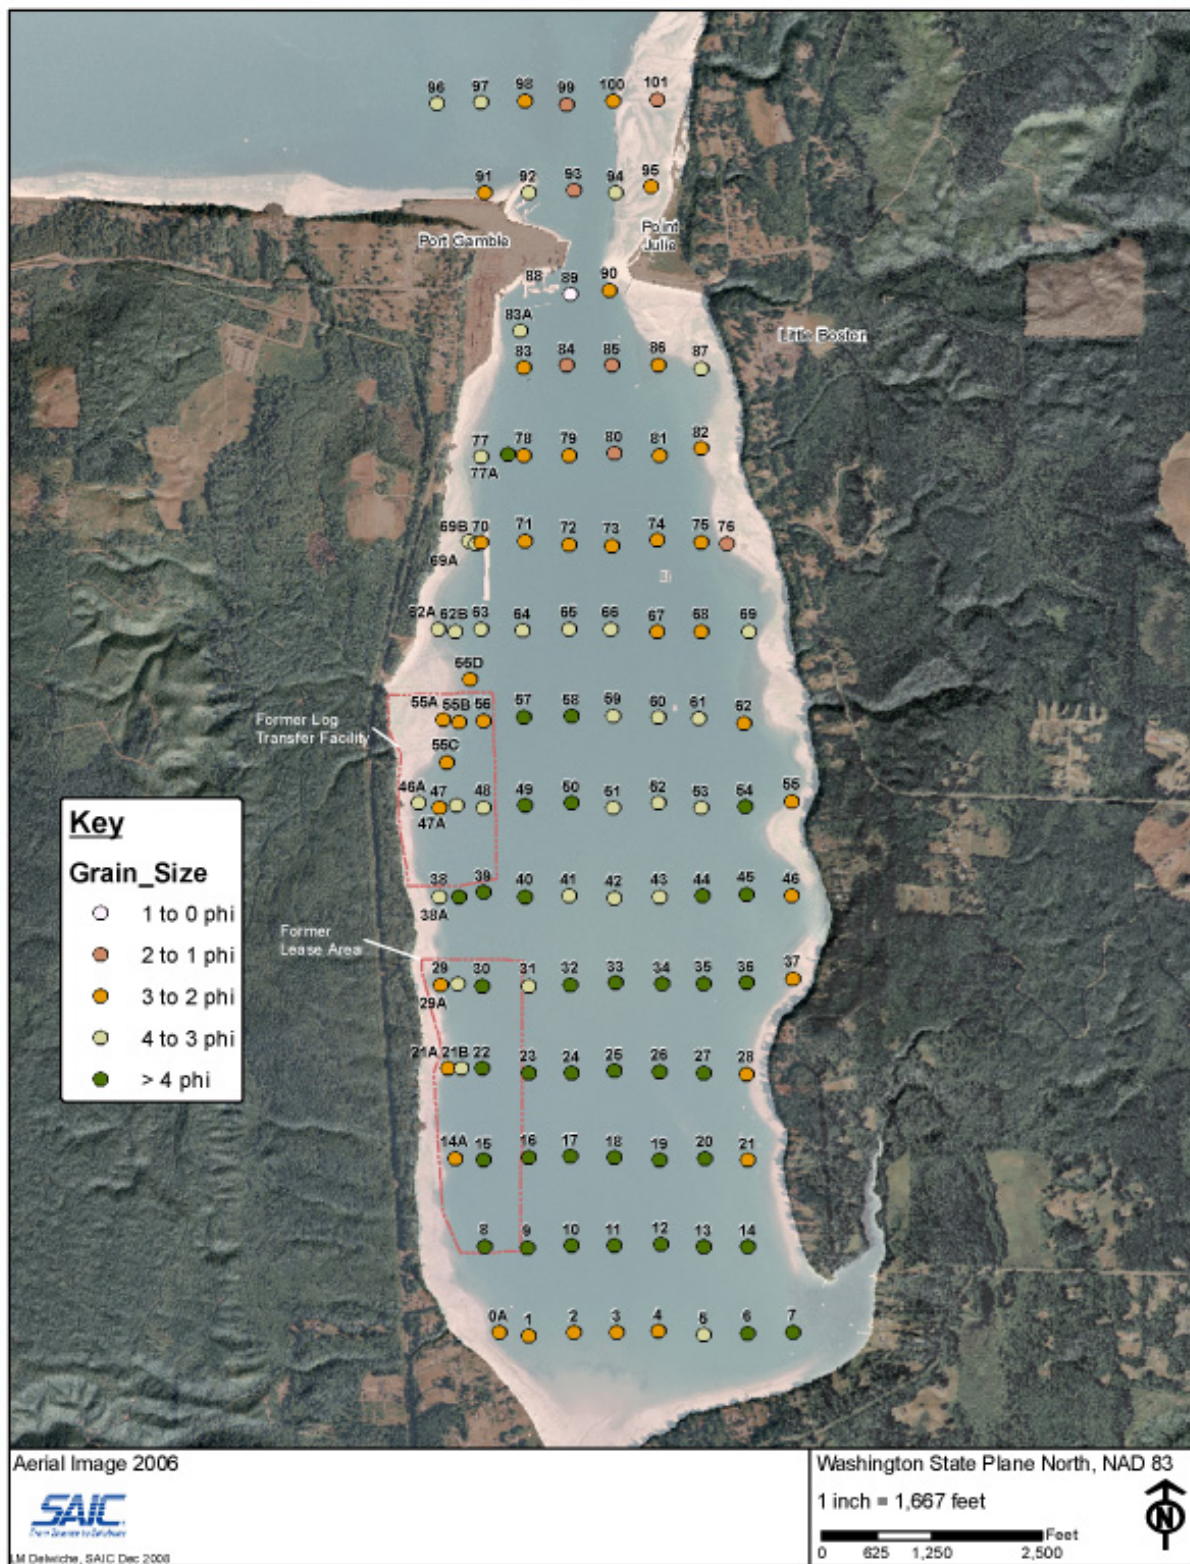 96 97 98 99 100 101
91 92 93 94 95
Port Gamble
Point
Julie
88 89 90
83A
Little Boston
83 84 85 86 87
77 78 79 80 81 82
77A
69B 70 71 72 73 74 75 76
69A
62A 62B 63 64 65 66 67 68 69
55D
55A 55B 56 57 58 59 60 61 62
Former Log
Transfer Facility
55C
46A 47 48 49 50 51 52 53 54 55
47A
38 39 40 41 42 43 44 45 46
38A
Former
Lease Area
29 30 31 32 33 34 35 36 37
29A
21A 21B 22 23 24 25 26 27 28
14A 15 16 17 18 19 20 21
8 9 10 11 12 13 14
0A 1 2 3 4 5 6 7
Key
Grain_Size
1 to 0 phi
2 to 1 phi
3 to 2 phi
4 to 3 phi
> 4 phi
Aerial Image 2006
SAIC
From Science to Solutions
LM Delwiche, SAIC Dec 2008
Washington State Plane North, NAD 83
1 inch = 1,667 feet
N
Feet
0 625 1,250 2,500